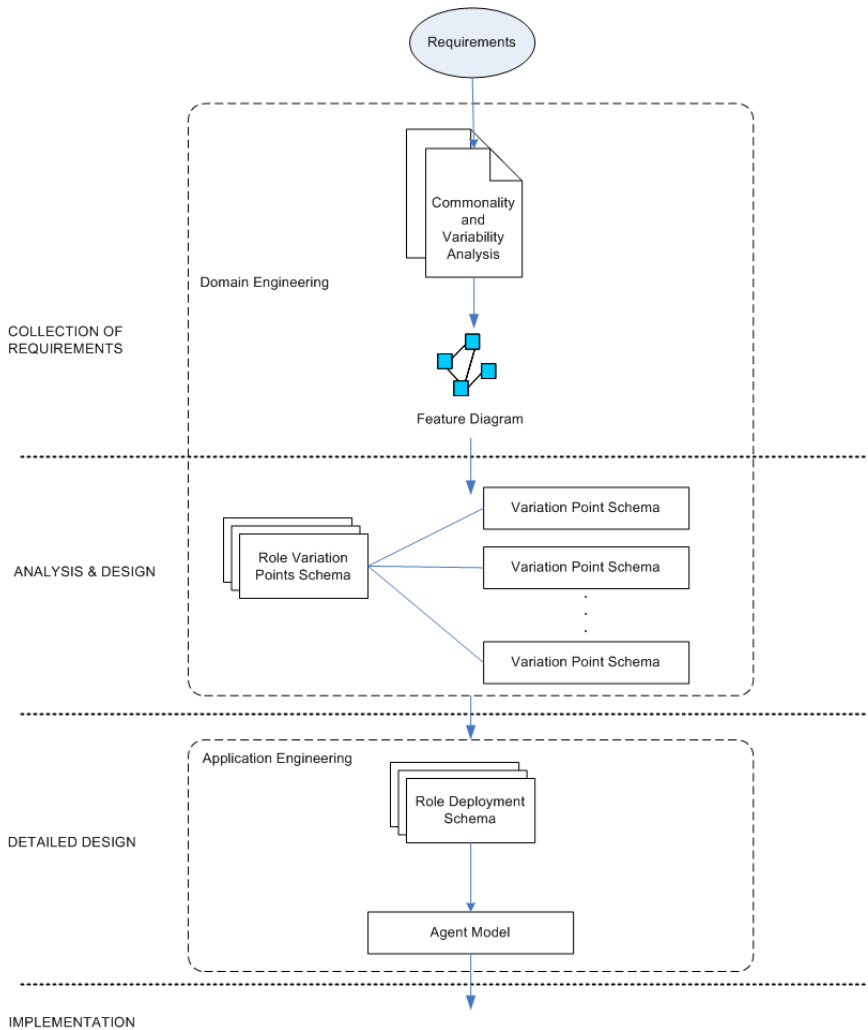 Requirements
Commonality
and
Variability
Analysis
Domain Engineering
COLLECTION OF
REQUIREMENTS
Feature Diagram
Variation Point Schema
Role Variation
Points Schema
Variation Point Schema
ANALYSIS & DESIGN
.
.
.
Variation Point Schema
Application Engineering
Role Deployment
Schema
DETAILED DESIGN
Agent Model
IMPLEMENTATION